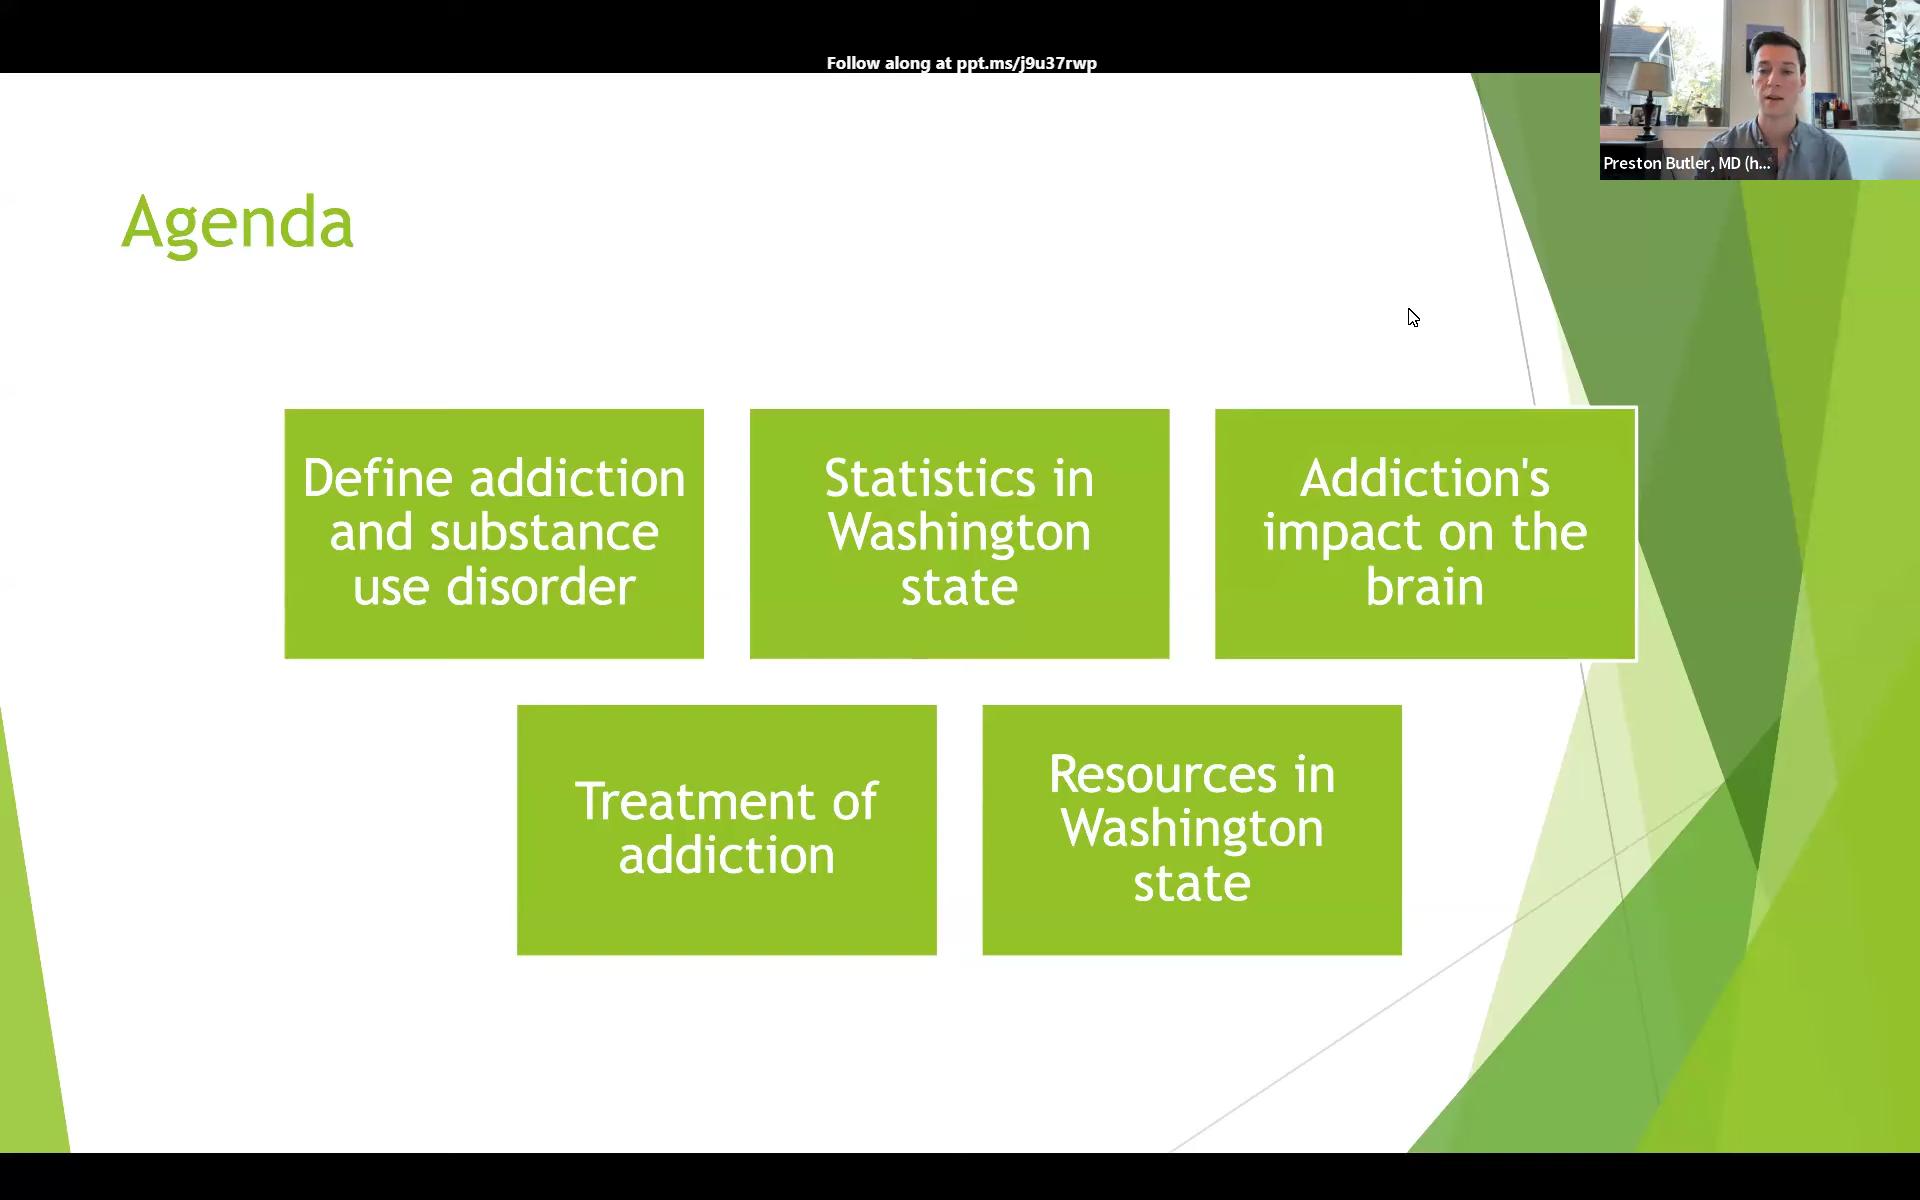 Follow along at ppt.ms/j9u37rwp
Preston Butler, MD (h...
Agenda
Define addiction
and substance
use disorder
Statistics in
Washington
state
Addiction's
impact on the
brain
Treatment of
addiction
Resources in
Washington
state